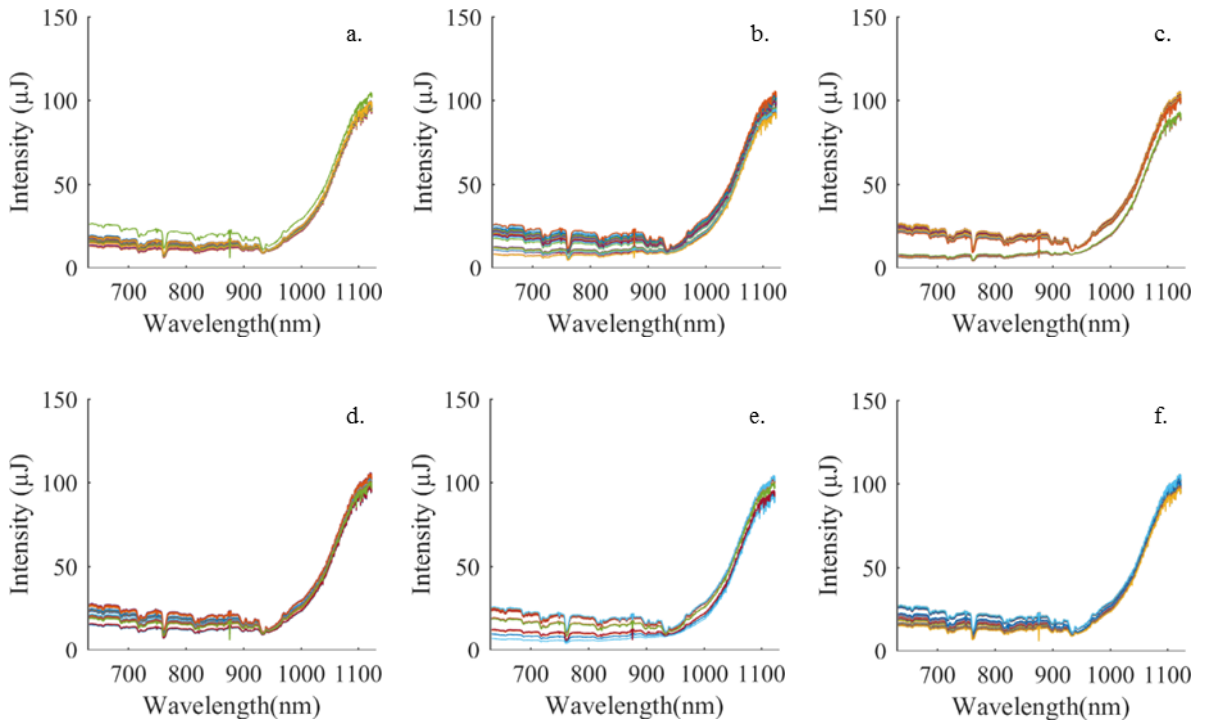 150 a. 150 b. 150 c.
100 100 100
50 50 50
0 0 0
Intensity (μJ) Intensity (μJ) Intensity (μJ)
700 800 900 1000 1100 700 800 900 1000 1100 700 800 900 1000 1100
Wavelength(nm) Wavelength(nm) Wavelength(nm)
150 d. 150 e. 150 f.
100 100 100
50 50 50
0 0 0
Intensity (μJ) Intensity (μJ) Intensity (μJ)
700 800 900 1000 1100 700 800 900 1000 1100 700 800 900 1000 1100
Wavelength(nm) Wavelength(nm) Wavelength(nm)